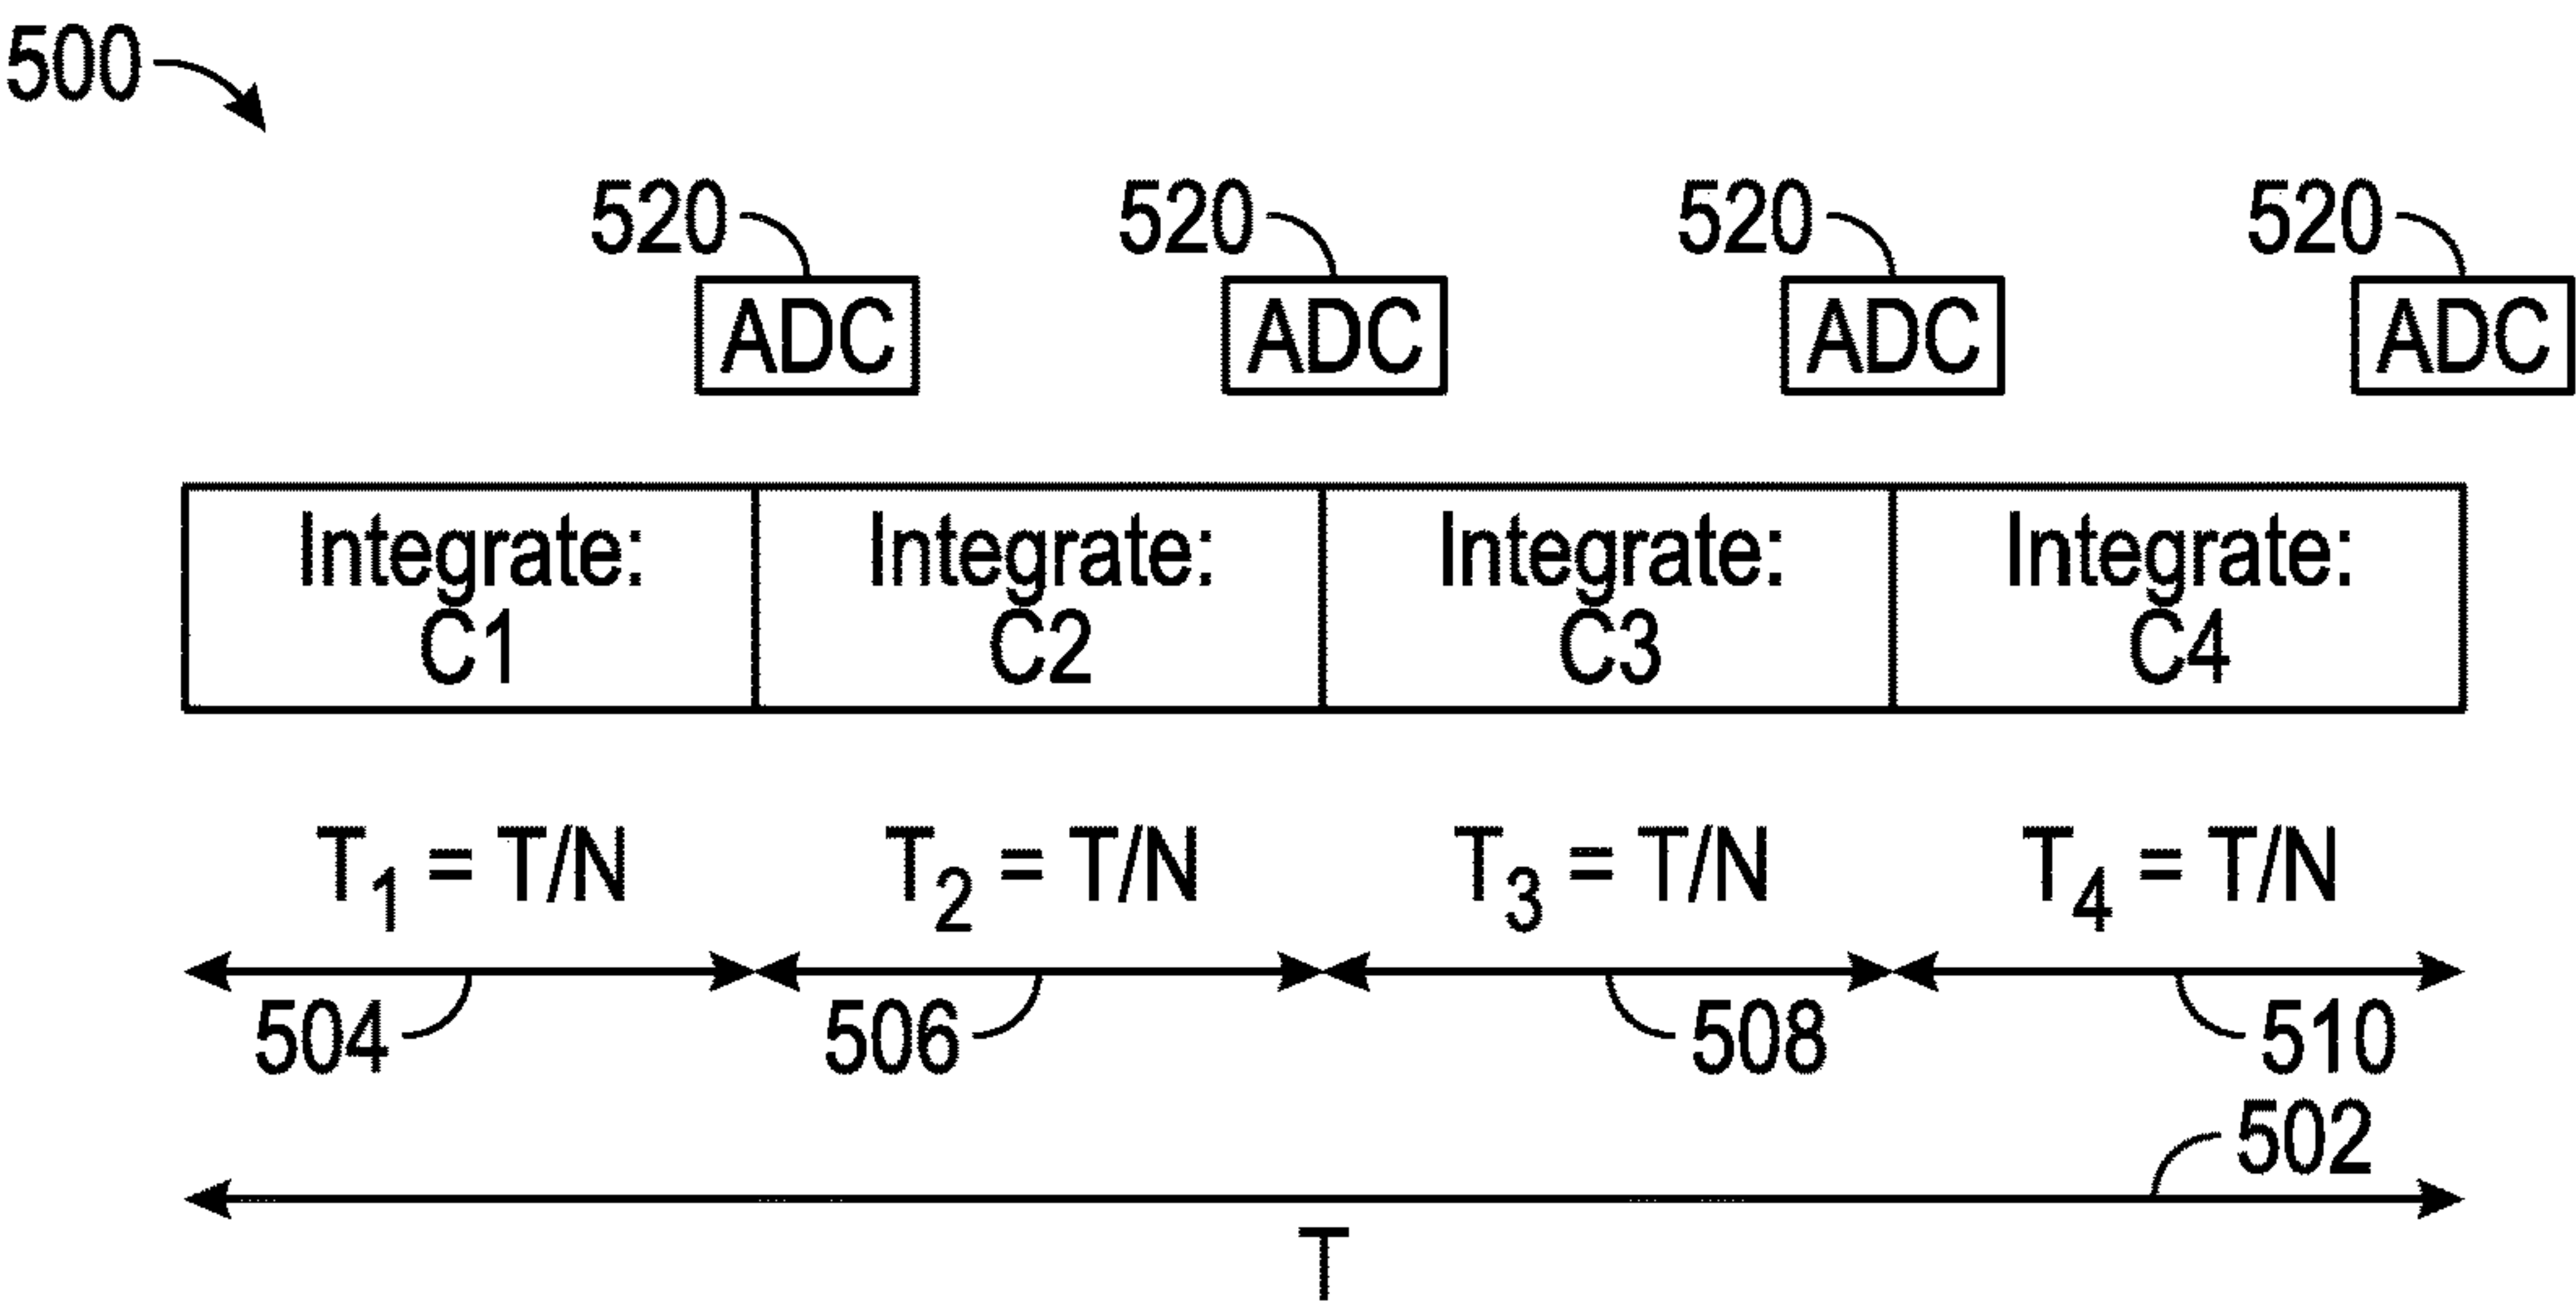 500
520 520 520 520
ADC ADC ADC ADC
Integrate: Integrate: Integrate: Integrate:
C1 C2 C3 C4
T1 = T/N T2 = T/N T3 = T/N T4 = T/N
504 506 508 510
502
T